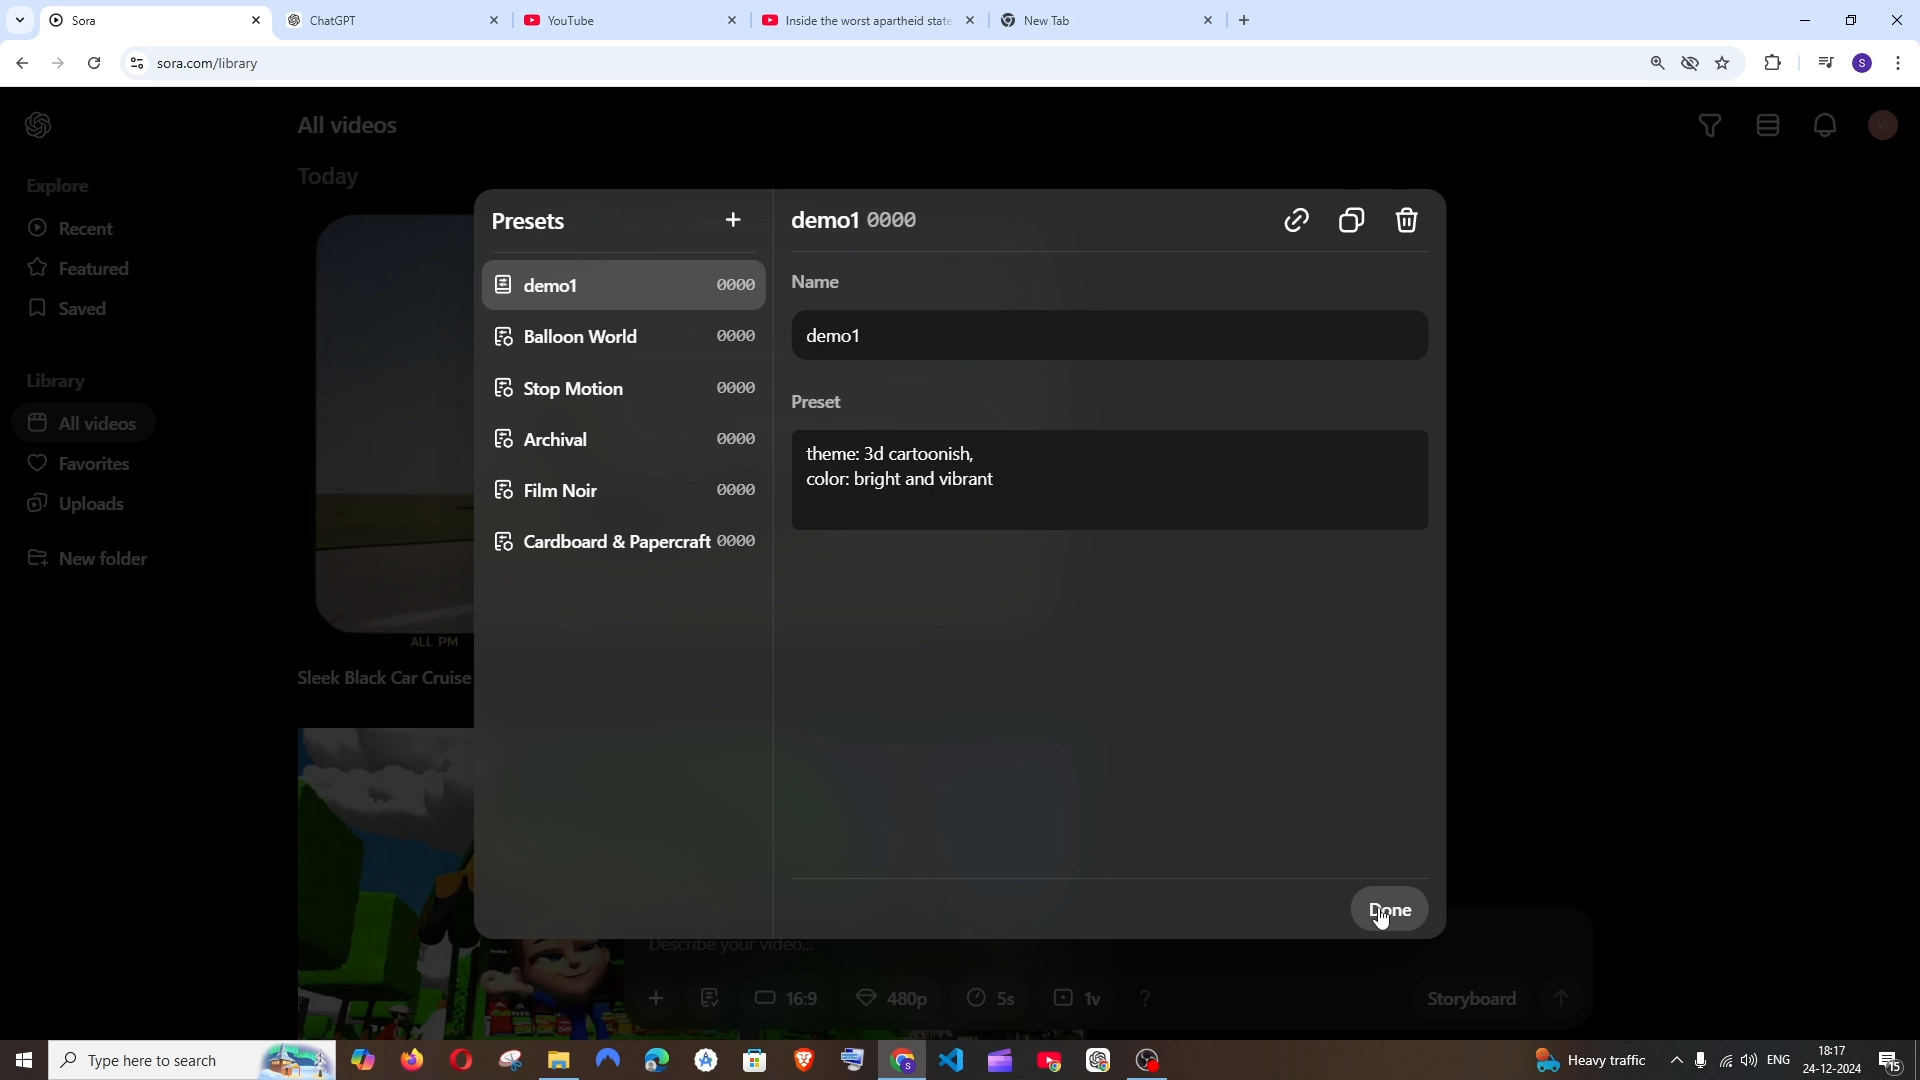 Sora
ChatGPT
YouTube
Inside the worst apartheid state
New Tab
sora.com/library
S
All videos
VI
Today
Explore
Recent
Featured
Saved
Library
All videos
Favorites
Uploads
New folder
ALL PM
Sleek Black Car Cruise
Presets
+
demo1 0000
Balloon World 0000
Stop Motion 0000
Archival 0000
Film Noir 0000
Cardboard & Papercraft 0000
demo1 0000
Name
demo1
Preset
theme: 3d cartoonish,
color: bright and vibrant
Done
Describe your video...
16:9
480p
5s
1v
?
Storyboard
Type here to search
Heavy traffic
ENG
18:17
24-12-2024
15